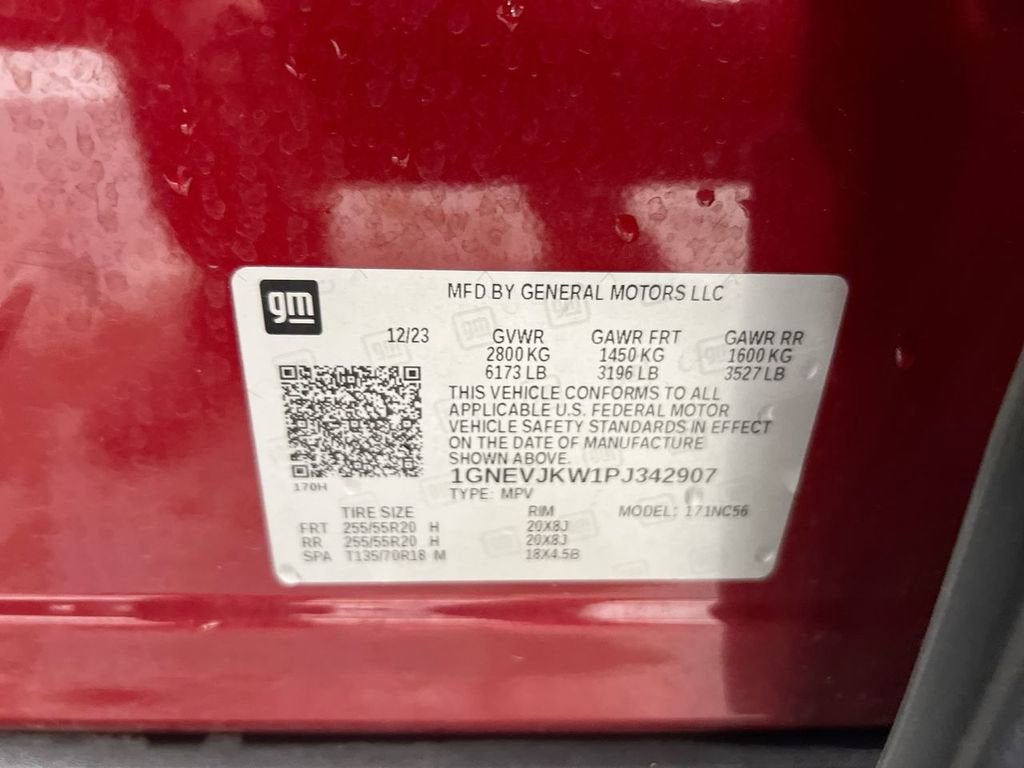 gm
MFD BY GENERAL MOTORS LLC
12/23 GVWR GAWR FRT GAWR RR
2800 KG 1450 KG 1600 KG
6173 LB 3196 LB 3527 LB
THIS VEHICLE CONFORMS TO ALL
APPLICABLE U.S. FEDERAL MOTOR
VEHICLE SAFETY STANDARDS IN EFFECT
ON THE DATE OF MANUFACTURE
SHOWN ABOVE.
1GNEVJKW1PJ342907
170H
TYPE: MPV
TIRE SIZE RIM MODEL: 171NC56
FRT 255/55R20 H 20X8J
RR 255/55R20 H 20X8J
SPA T135/70R18 M 18X4.5B